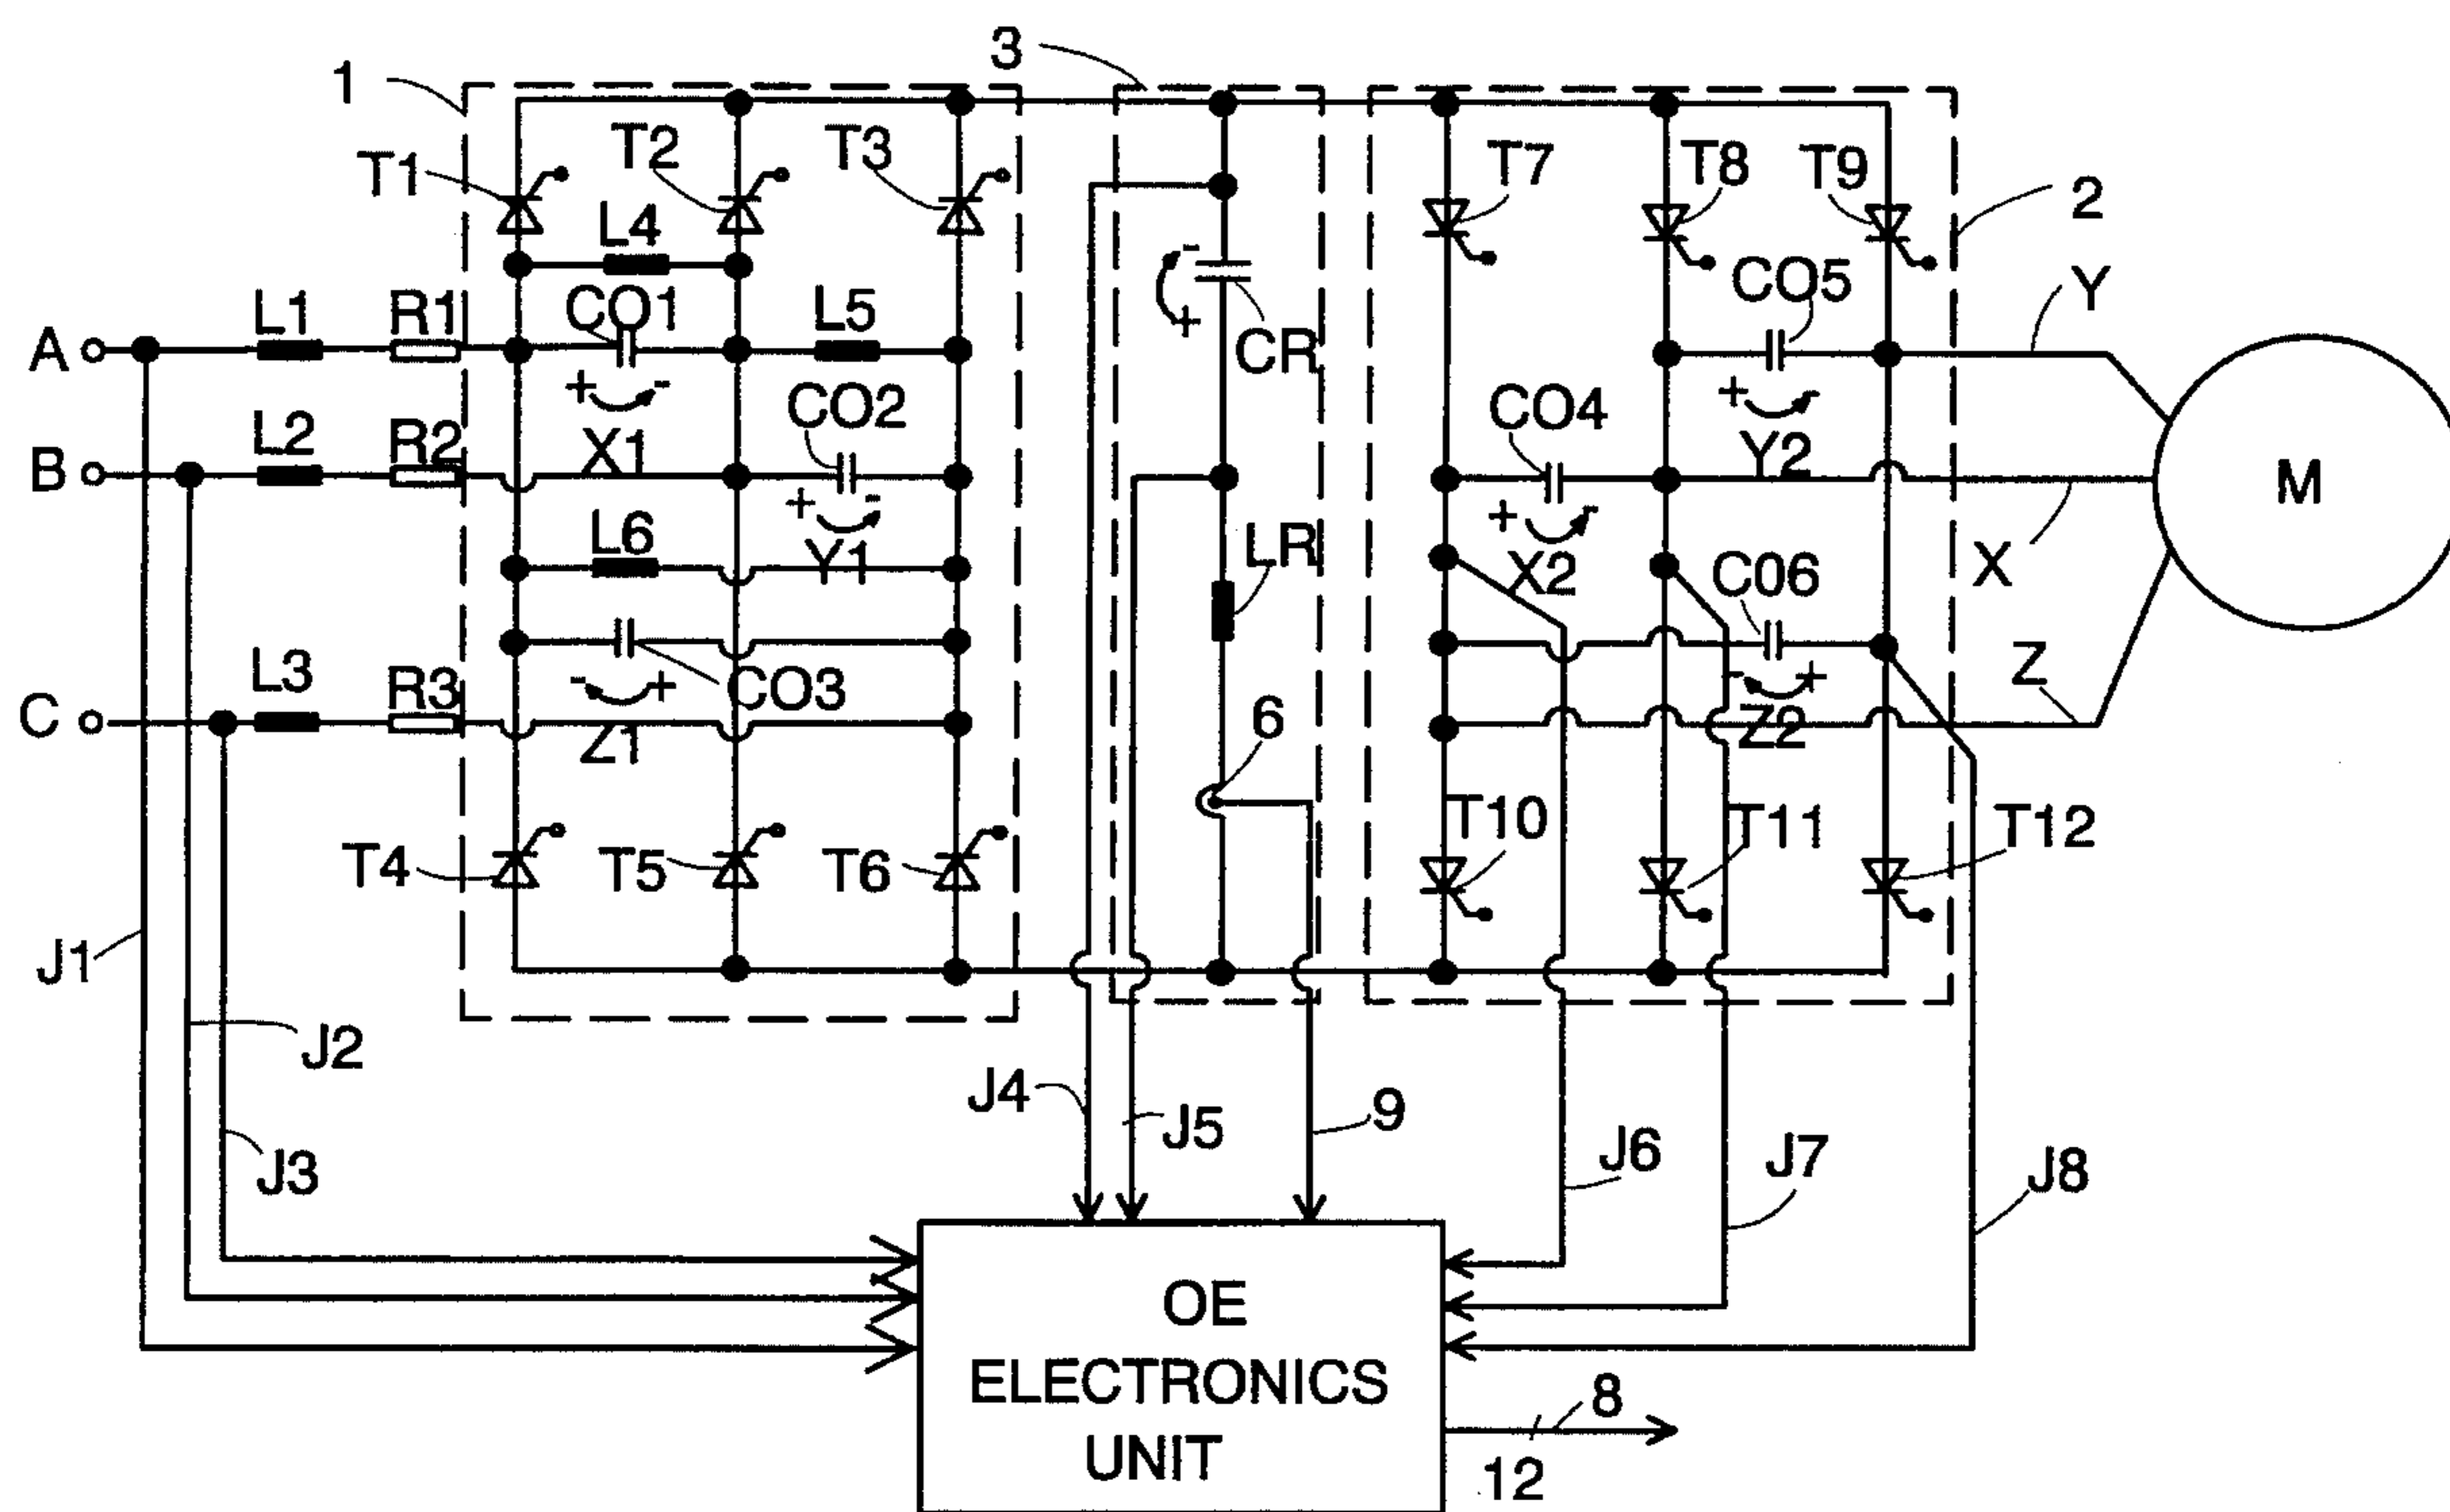 3
1
T1
T2
T3
T7
T8
T9
2
L4
CO5
Y
A
L1
R1
CO1
L5
+
-
CR
+ -
+ -
B
L2
R2
X1
CO2
CO4
Y2
M
+ -
+ -
L6
Y1
LR
X2
C06
X
C
L3
R3
- +
CO3
6
- +
Z
Z1
Z2
T4
T5
T6
T10
T11
T12
J1
J2
J3
J4
J5
9
J6
J7
J8
OE
ELECTRONICS
UNIT
8
12